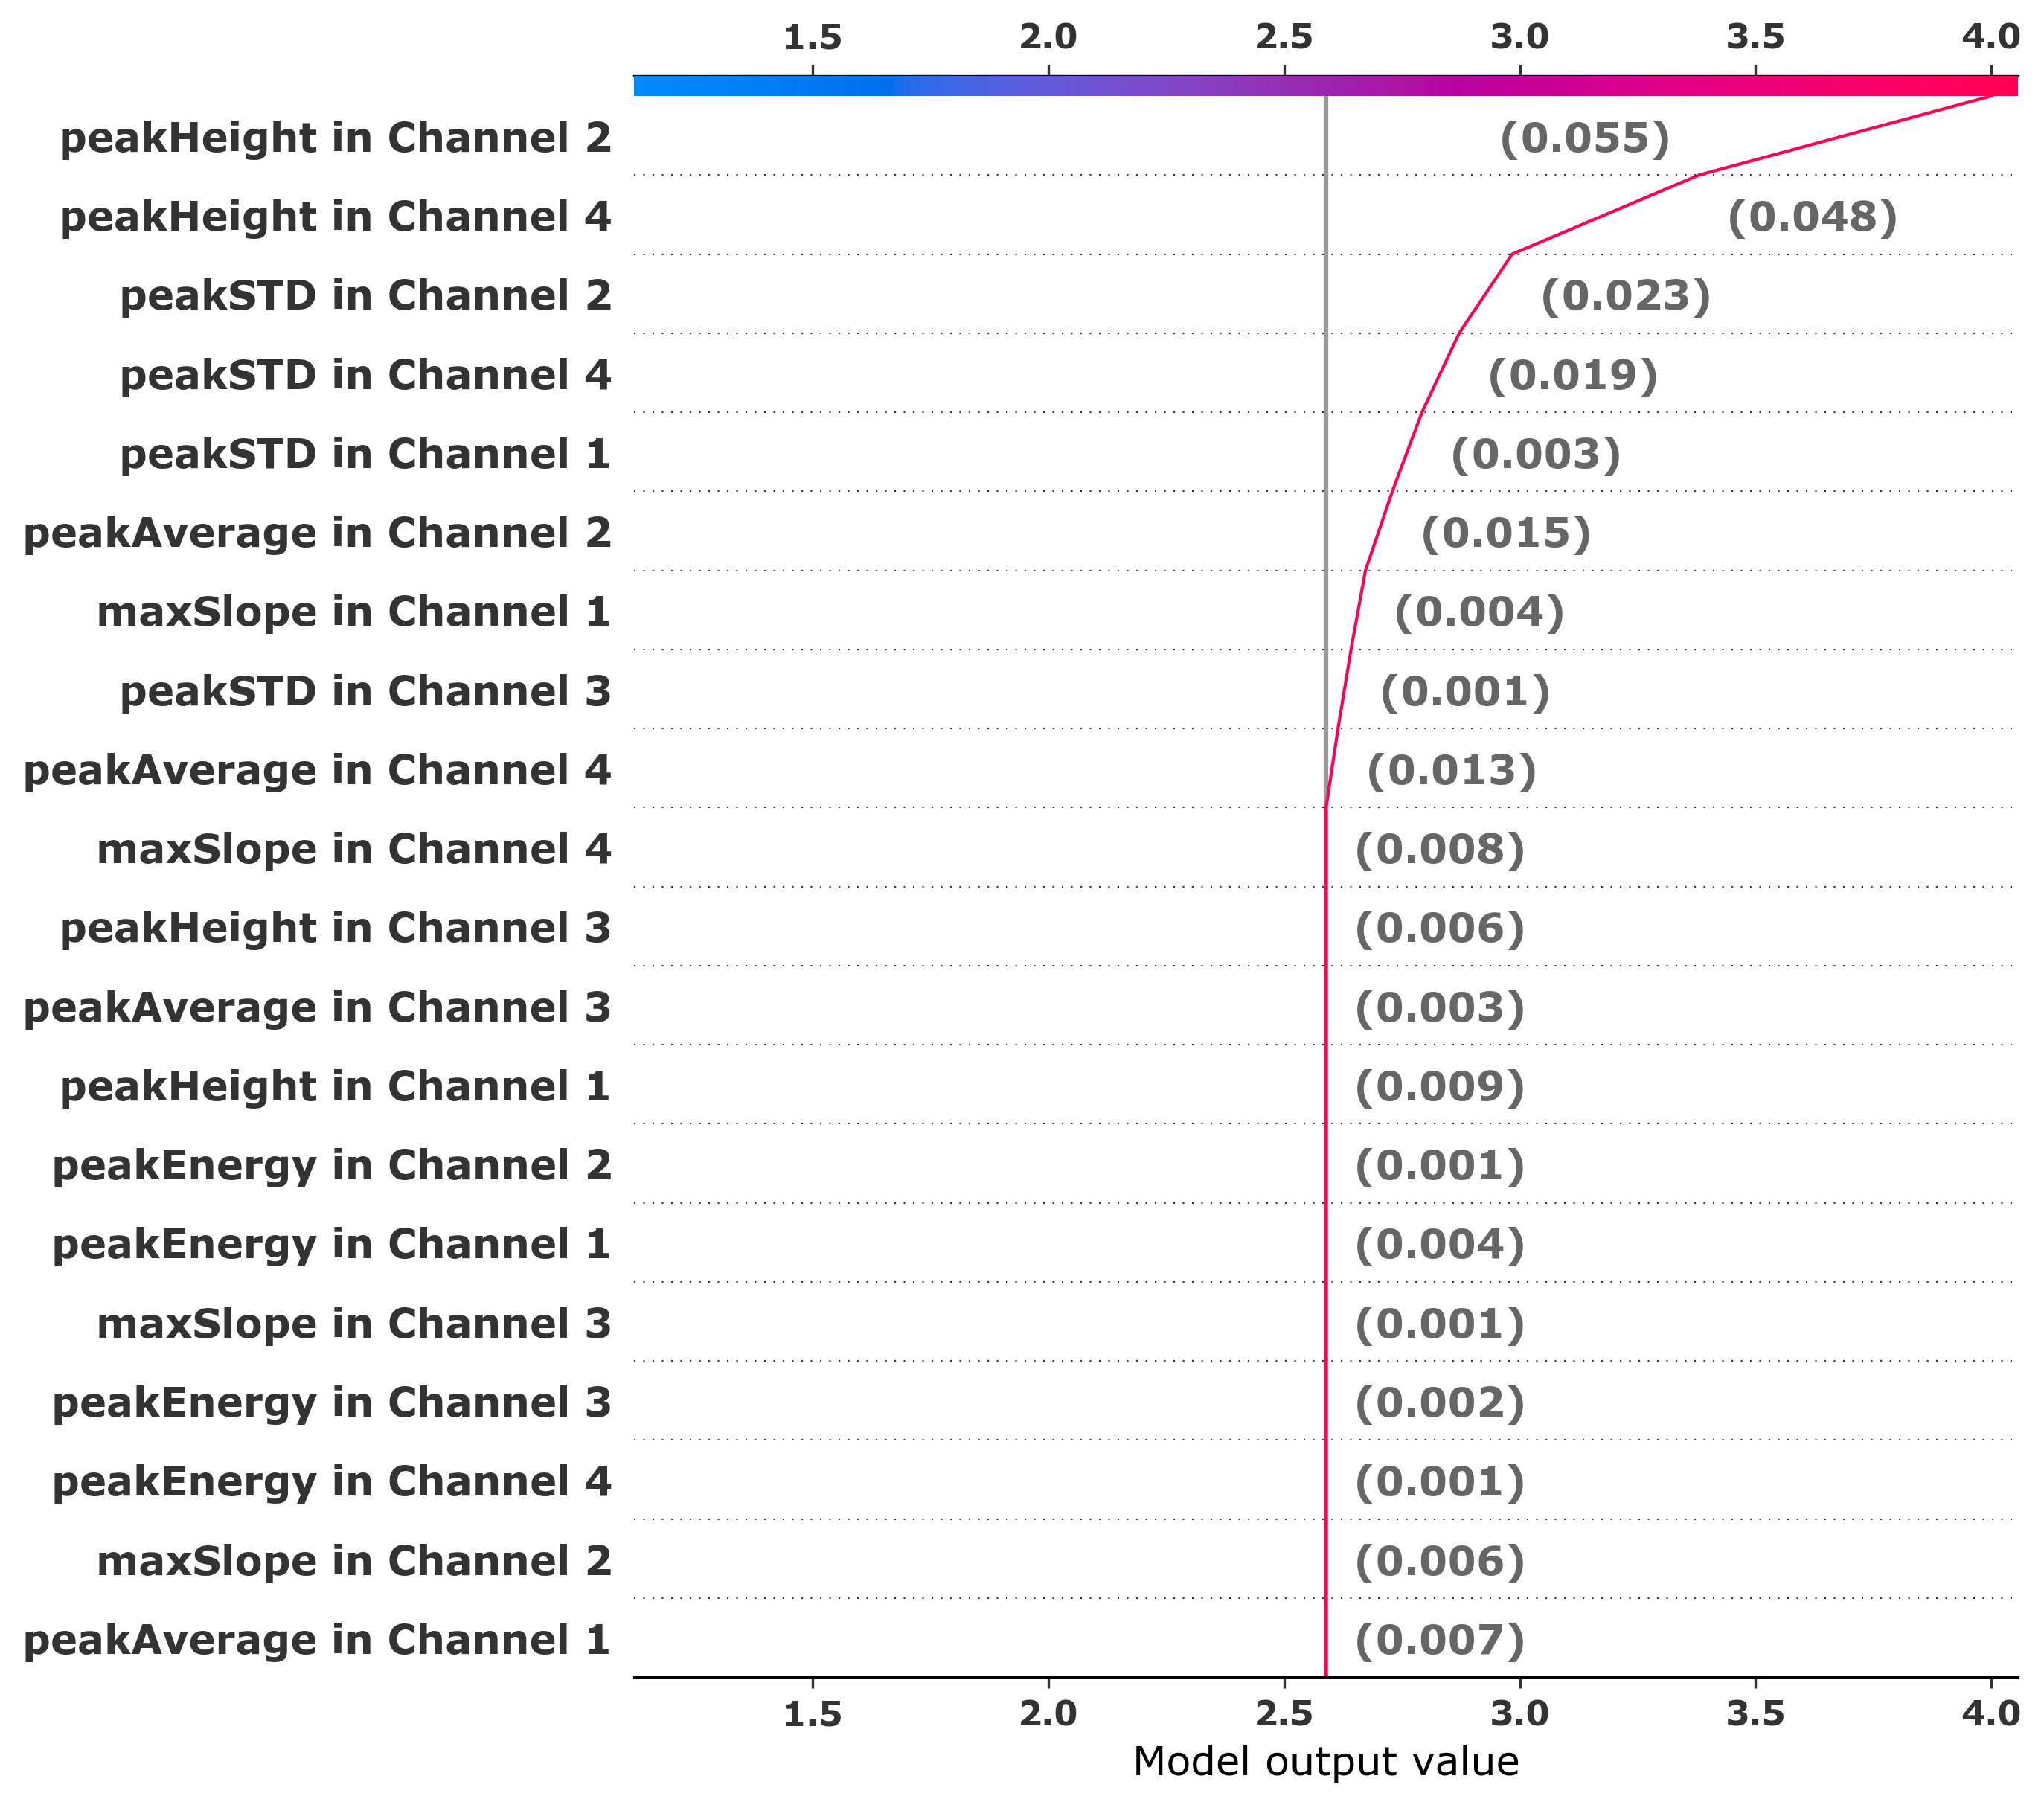 1.5 2.0 2.5 3.0 3.5 4.0
peakHeight in Channel 2 (0.055)
peakHeight in Channel 4 (0.048)
peakSTD in Channel 2 (0.023)
peakSTD in Channel 4 (0.019)
peakSTD in Channel 1 (0.003)
peakAverage in Channel 2 (0.015)
maxSlope in Channel 1 (0.004)
peakSTD in Channel 3 (0.001)
peakAverage in Channel 4 (0.013)
maxSlope in Channel 4 (0.008)
peakHeight in Channel 3 (0.006)
peakAverage in Channel 3 (0.003)
peakHeight in Channel 1 (0.009)
peakEnergy in Channel 2 (0.001)
peakEnergy in Channel 1 (0.004)
maxSlope in Channel 3 (0.001)
peakEnergy in Channel 3 (0.002)
peakEnergy in Channel 4 (0.001)
maxSlope in Channel 2 (0.006)
peakAverage in Channel 1 (0.007)
1.5 2.0 2.5 3.0 3.5 4.0
Model output value